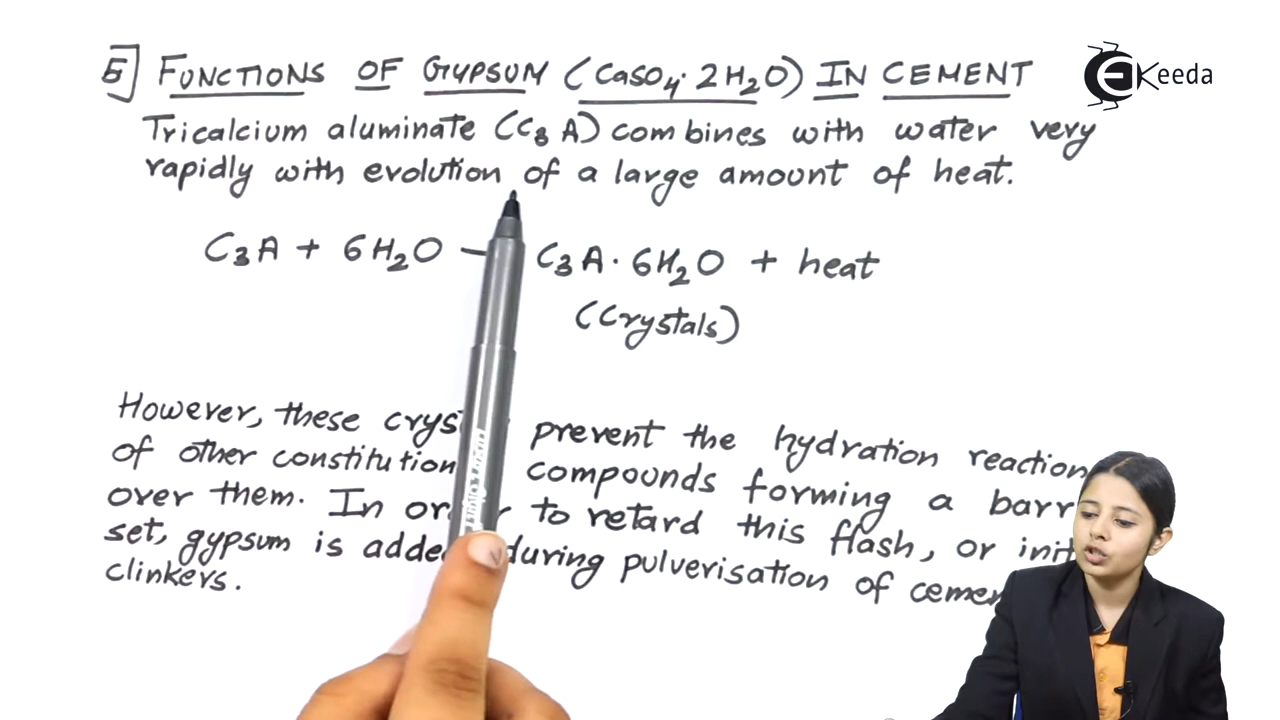 5] FUNCTIONS OF GYPSUM (CaSO4·2H2O) IN CEMENT
EKeeda
Tricalcium aluminate (C3A) combines with water very
rapidly with evolution of a large amount of heat.
C3A + 6H2O — C3A·6H2O + heat
(Crystals)
However, these prevent the hydration reaction
of other constitution compounds forming a
over them. In to retard this flash, or
set, gypsum is during pulverisation of
clinkers.